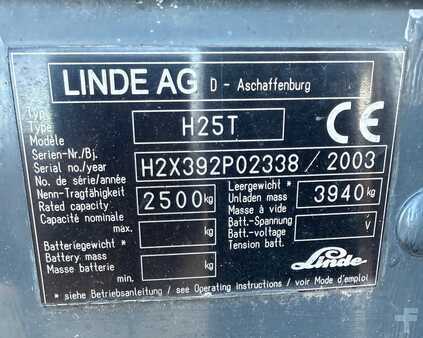 LINDE AG D - Aschaffenburg
Typ
Type H25T
Modèle
CE
Serien-Nr./Bj.
Serial no./year H2X392P02338 / 2003
No. de série/année
Nenn-Tragfähigkeit Leergewicht *
Rated capacity 2500 kg Unladen mass 3940 kg
Capacité nominale Masse à vide
max. kg Batt.-Spannung
Batteriegewicht * Batt.-voltage V
Battery mass Tension batt.
Masse batterie kg
min. Linde
* siehe Betriebsanleitung / see Operating Instructions / voir Mode d'emploi